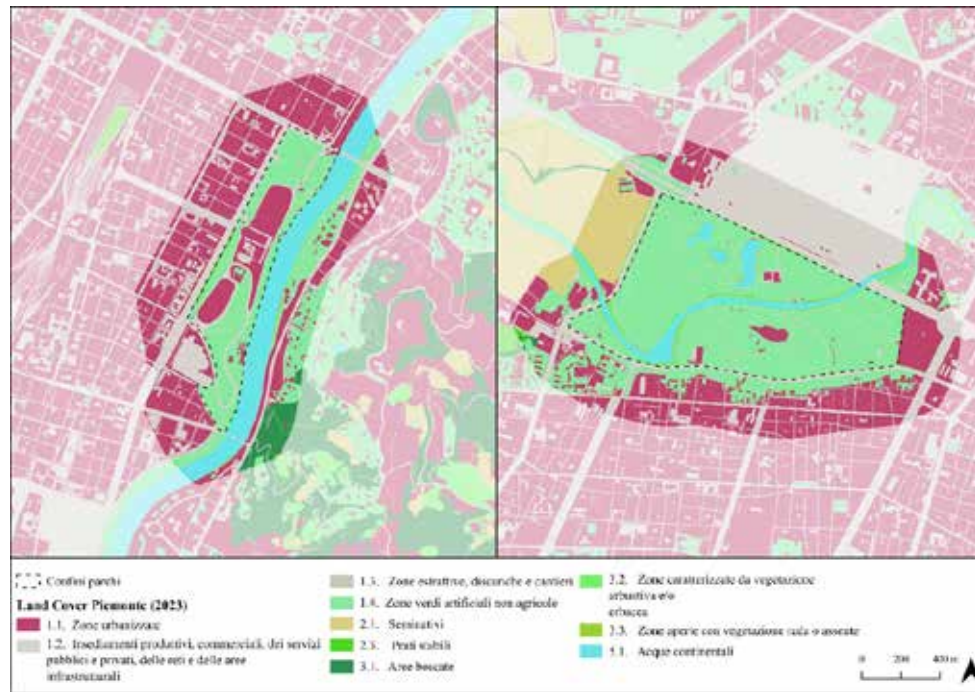 Confini parchi
Land Cover Piemonte (2023)
1.1. Zone urbanizzate
1.2. Insediamenti produttivi, commerciali, dei servizi
pubblici e privati, delle reti e delle aree
infrastrutturali
1.3. Zone estrattive, discariche e cantieri
1.4. Zone verdi artificiali non agricole
2.1. Seminativi
Prati stabili
3.1. Aree boscate
3.2. Zone caratterizzate da vegetazione
arbustiva e/o
erbacea
3.3. Zone aperte con vegetazione rada o assente
5.1. Acque continentali
0 200 400 m